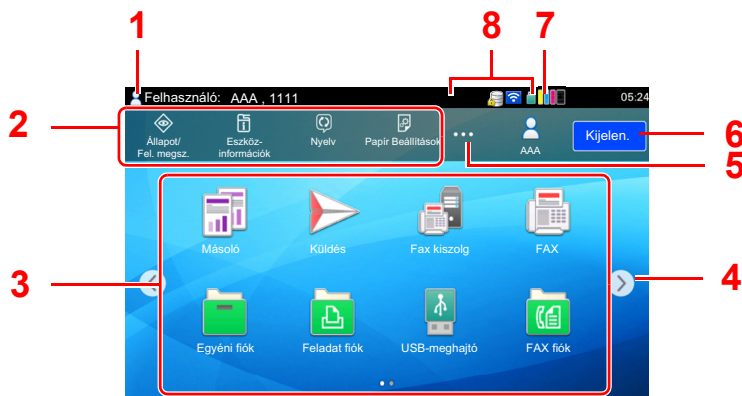 1
8
7
Felhasználó: AAA , 1111
05:24
2
Állapot/
Fel. megsz.
Eszköz-
információk
Nyelv
Papír Beállítások
AAA
Kijelen.
6
5
Másoló
Küldés
Fax kiszolg
FAX
3
4
Egyéni fiók
Feladat fiók
USB-meghajtó
FAX fiók